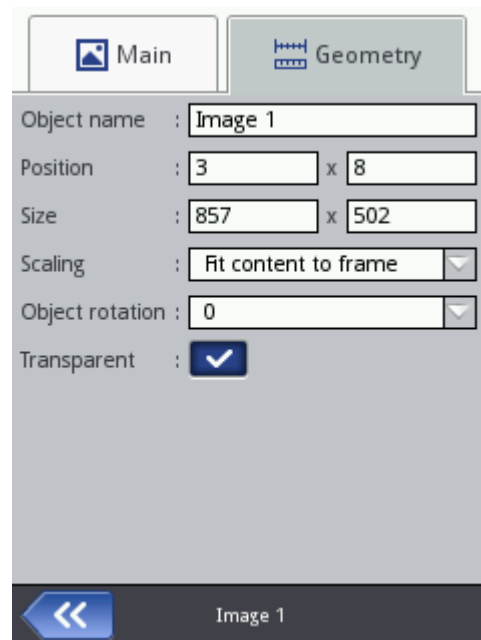 Main Geometry
Object name : Image 1
Position : 3 x 8
Size : 857 x 502
Scaling : Fit content to frame
Object rotation : 0
Transparent :
Image 1